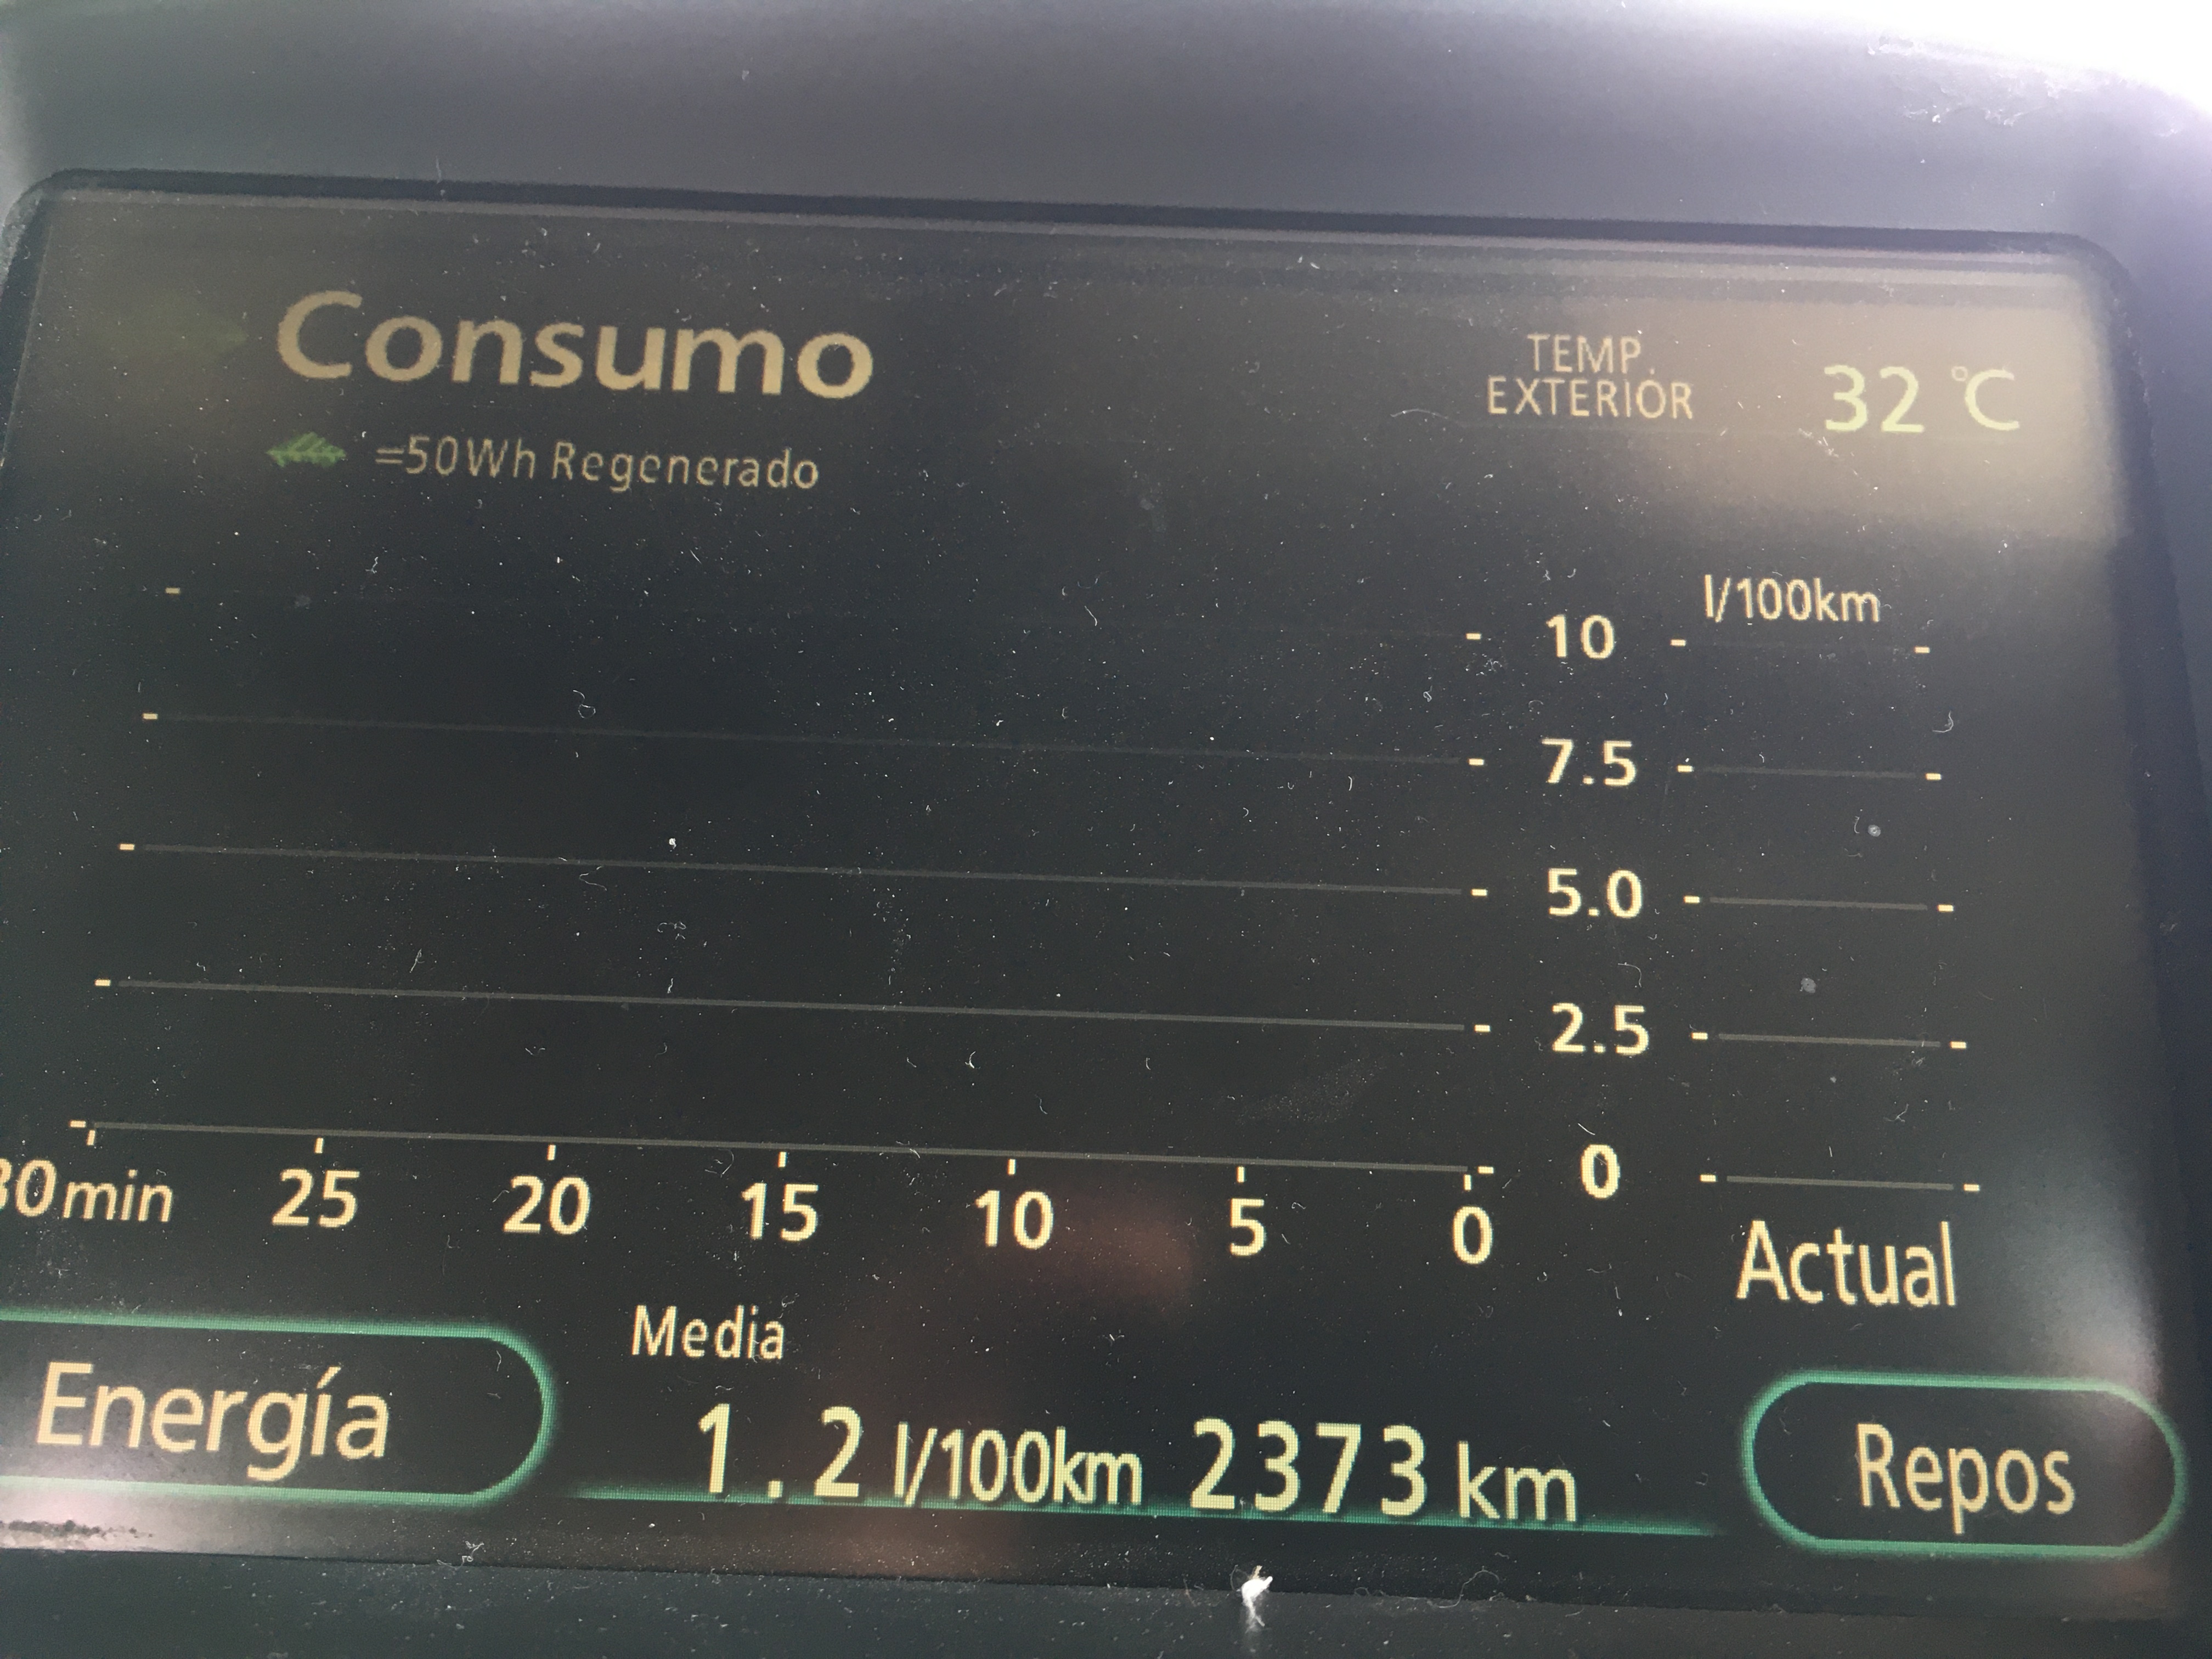 Consumo
TEMP.
EXTERIOR
32 °C
=50Wh Regenerado
l/100km
10
7.5
5.0
2.5
0
30min 25 20 15 10 5 0
Actual
Media
Energía
1.2 l/100km 2373 km
Repos